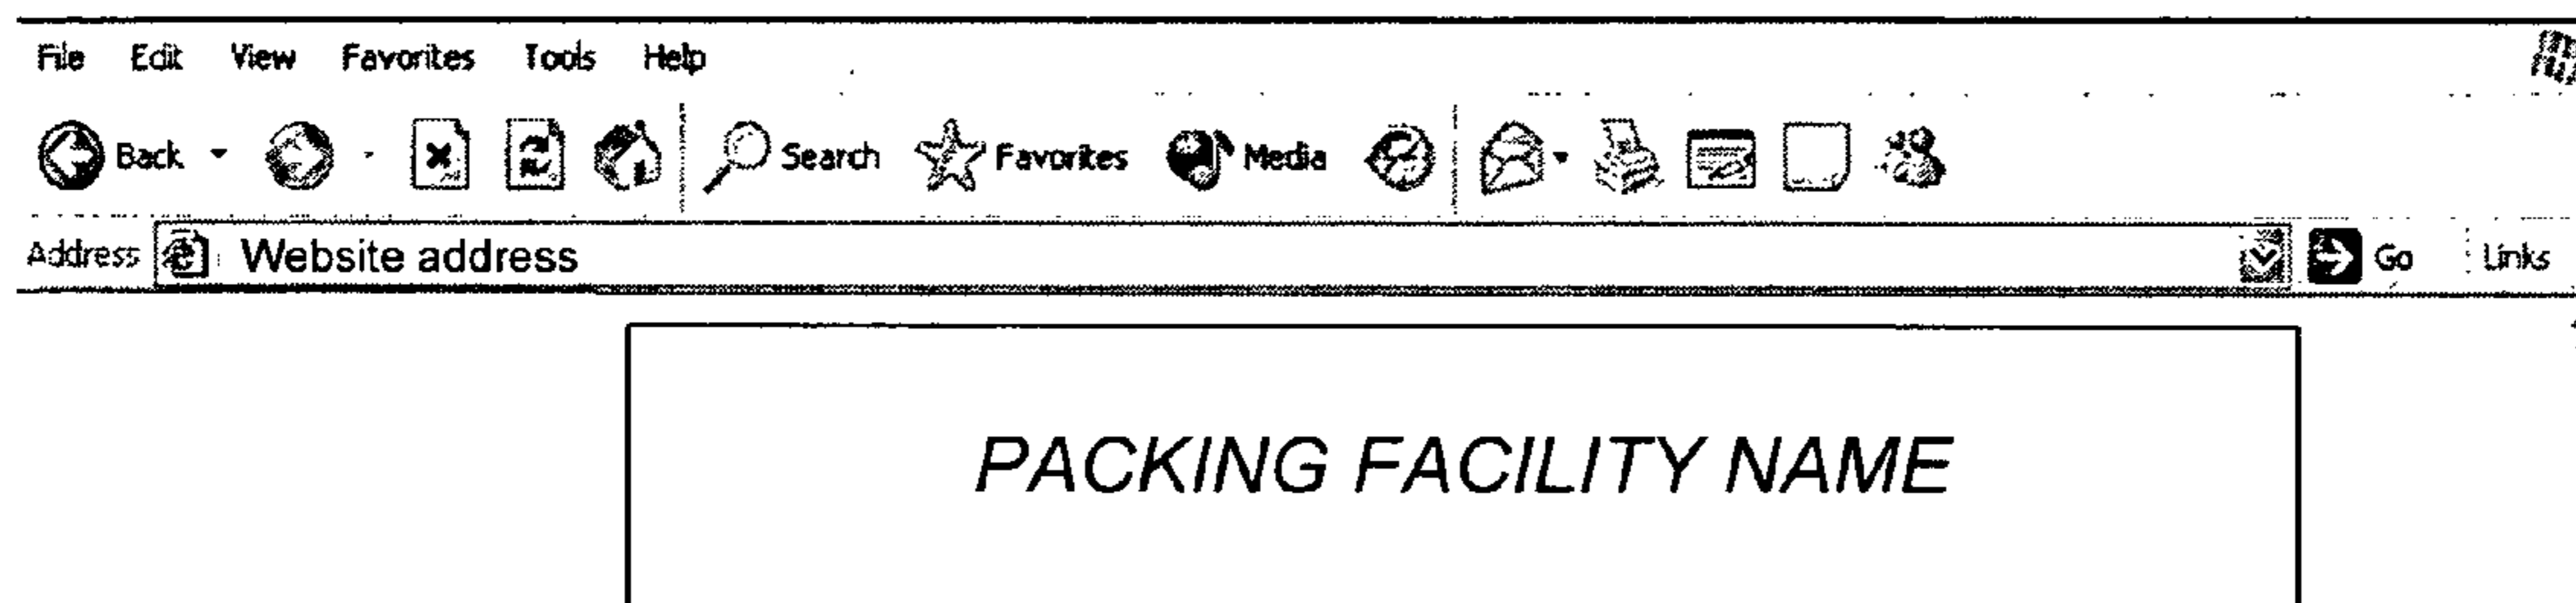 File Edit View Favorites Tools Help
Back Search Favorites Media
Address Website address Go Links
PACKING FACILITY NAME